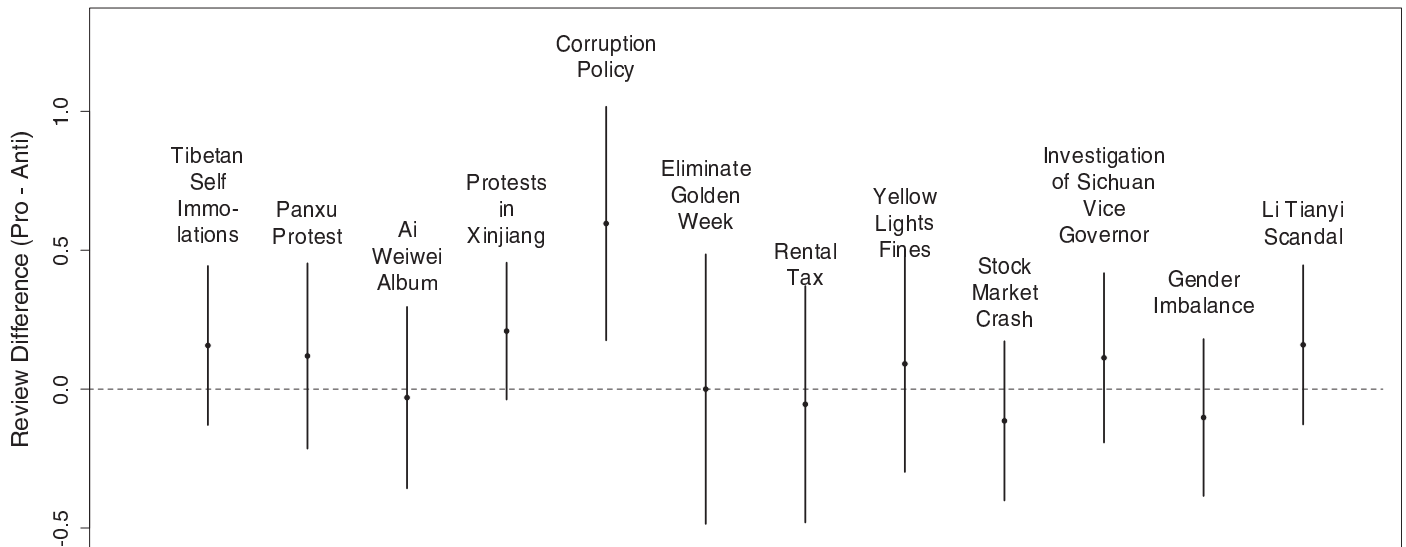 Review Difference (Pro - Anti)
1.0
0.5
0.0
-0.5
Tibetan
Self
Immo-
lations
Panxu
Protest
Ai
Weiwei
Album
Protests
in
Xinjiang
Corruption
Policy
Eliminate
Golden
Week
Rental
Tax
Yellow
Lights
Fines
Stock
Market
Crash
Investigation
of Sichuan
Vice
Governor
Gender
Imbalance
Li Tianyi
Scandal